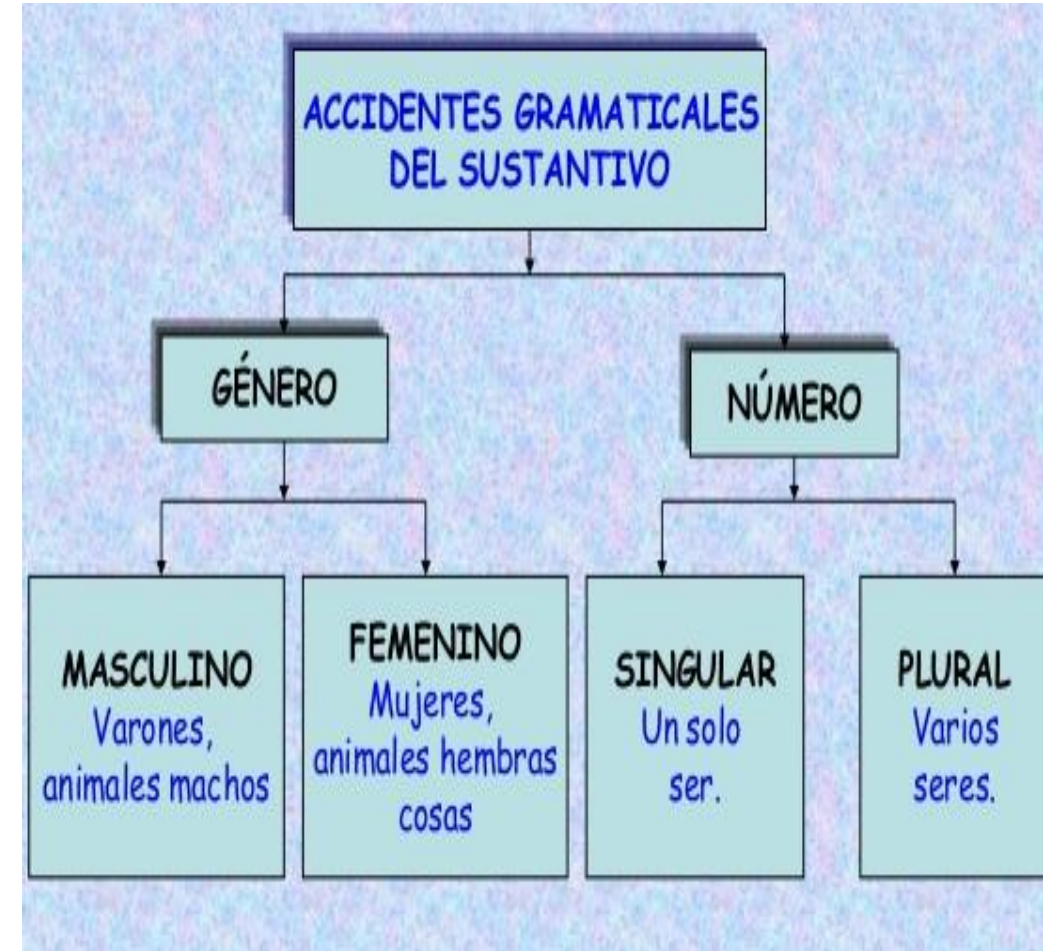 ACCIDENTES GRAMATICALES
DEL SUSTANTIVO
GÉNERO
NÚMERO
MASCULINO
Varones,
animales machos
FEMENINO
Mujeres,
animales hembras
cosas
SINGULAR
Un solo
ser.
PLURAL
Varios
seres.